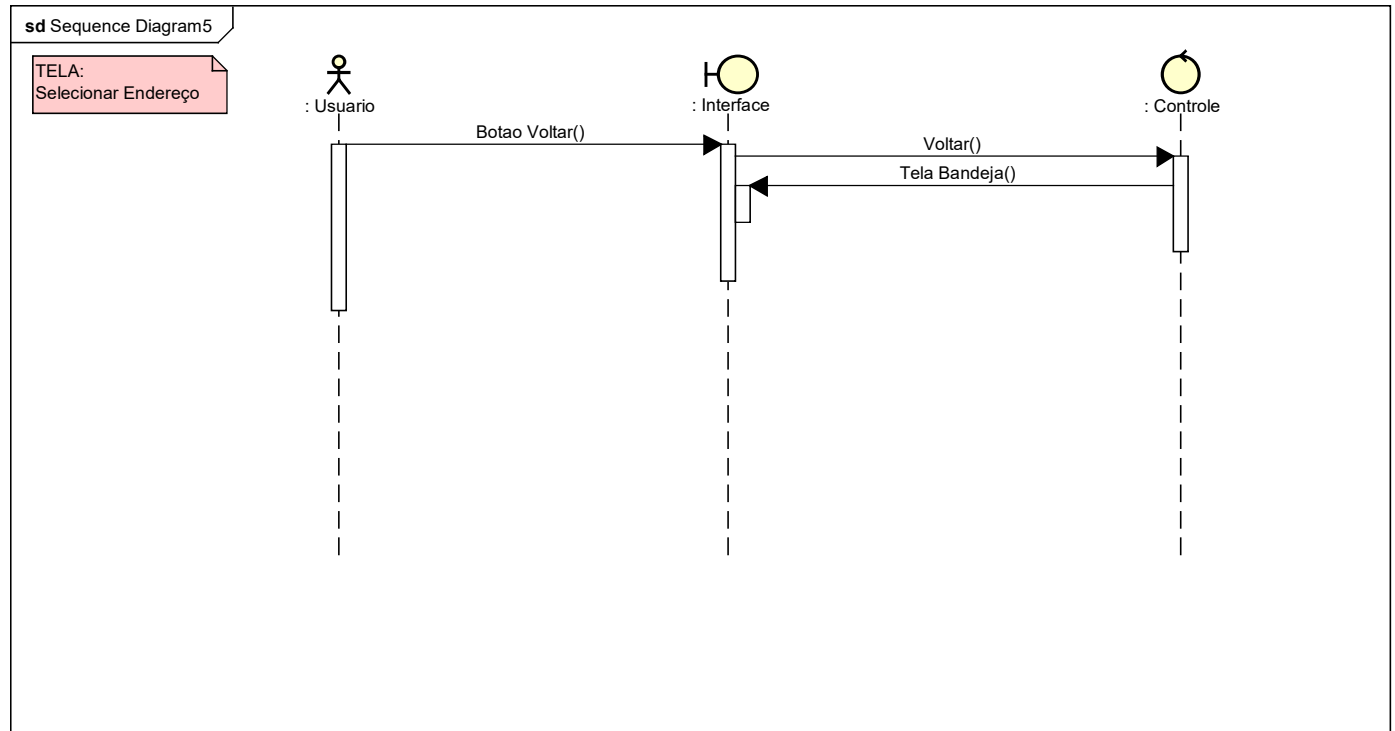 sd Sequence Diagram5
TELA:
Selecionar Endereço
: Usuario
: Interface
: Controle
Botao Voltar()
Voltar()
Tela Bandeja()